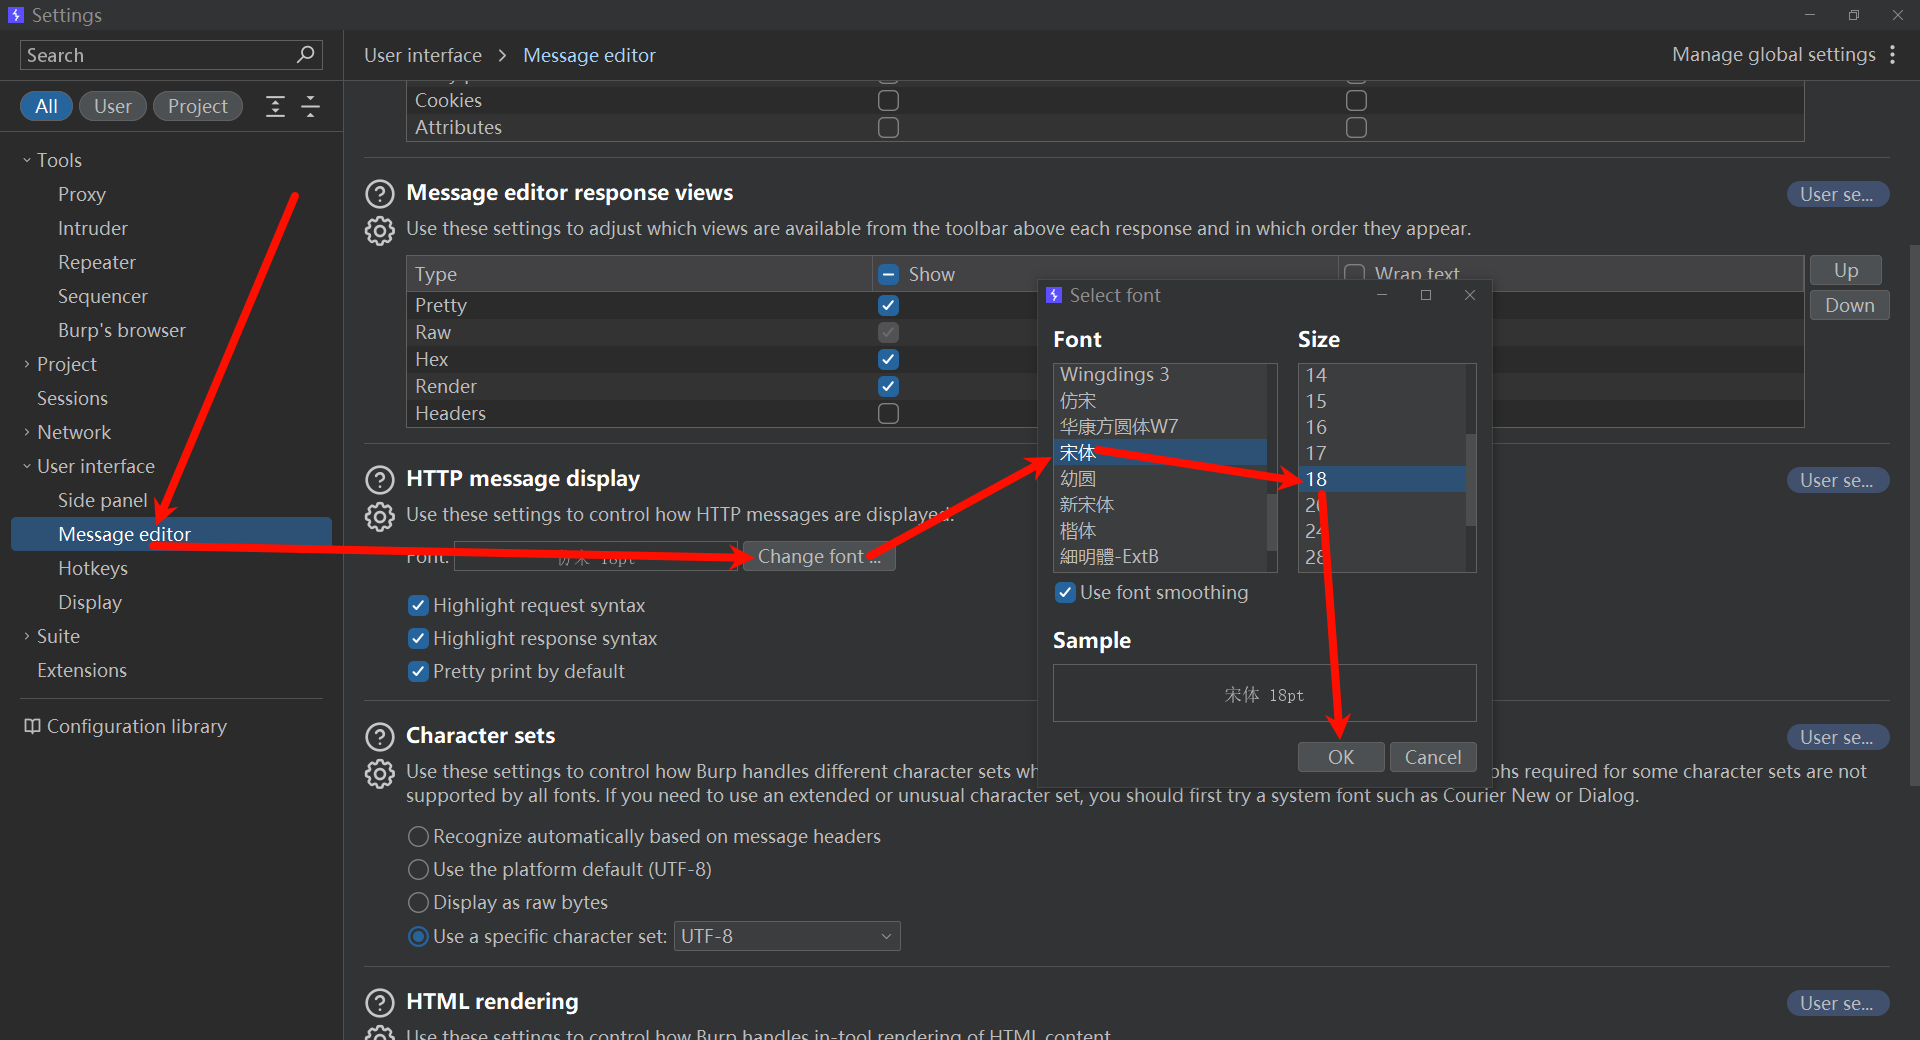 Settings
Search
All User Project
Tools
Proxy
Intruder
Repeater
Sequencer
Burp's browser
Project
Sessions
Network
User interface
Side panel
Message editor
Hotkeys
Display
Suite
Extensions
Configuration library
User interface > Message editor
Manage global settings
Cookies
Attributes
Message editor response views
User se...
Use these settings to adjust which views are available from the toolbar above each response and in which order they appear.
Type Show Wrap text
Pretty
Raw
Hex
Render
Headers
Up
Down
HTTP message display
User se...
Use these settings to control how HTTP messages are displayed.
Font: 仿宋 18pt Change font ...
Highlight request syntax
Highlight response syntax
Pretty print by default
Character sets
User se...
Use these settings to control how Burp handles different character sets
phs required for some character sets are not
supported by all fonts. If you need to use an extended or unusual character set, you should first try a system font such as Courier New or Dialog.
Recognize automatically based on message headers
Use the platform default (UTF-8)
Display as raw bytes
Use a specific character set: UTF-8
HTML rendering
User se...
Use these settings to control how Burp handles in-tool rendering of HTML content.
Select font
Font
Wingdings 3
仿宋
华康方圆体W7
宋体
幼圆
新宋体
楷体
細明體-ExtB
Size
14
15
16
17
18
20
24
28
Use font smoothing
Sample
宋体 18pt
OK Cancel